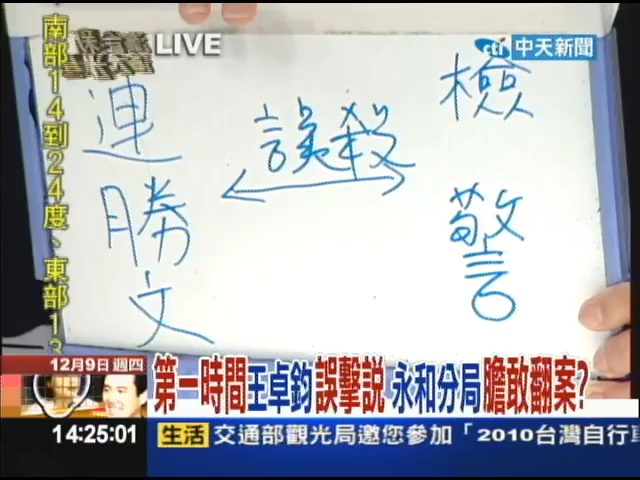 LIVE
cti 中天新聞
南部14到24度、東部13
連勝文
誤殺
檢警
12月9日 週四
第一時間王卓鈞誤擊說 永和分局膽敢翻案?
14:25:01
生活 交通部觀光局邀您參加「2010台灣自行車